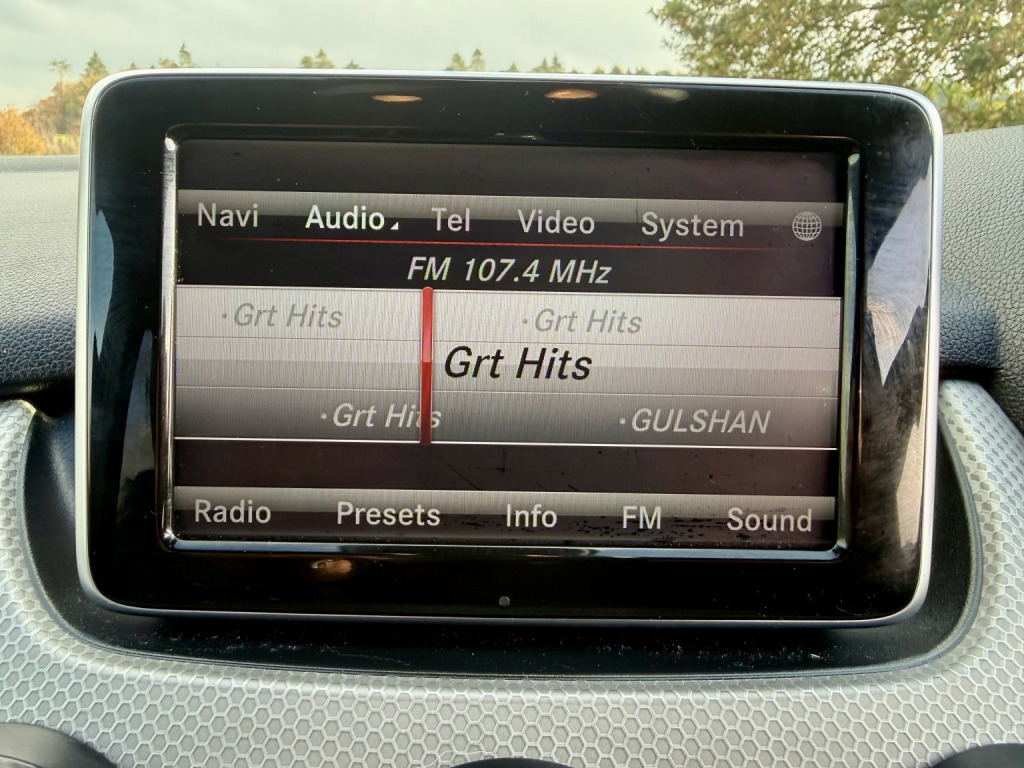 Navi Audio Tel Video System
FM 107.4 MHz
·Grt Hits ·Grt Hits
Grt Hits
·Grt Hits ·GULSHAN
Radio Presets Info FM Sound